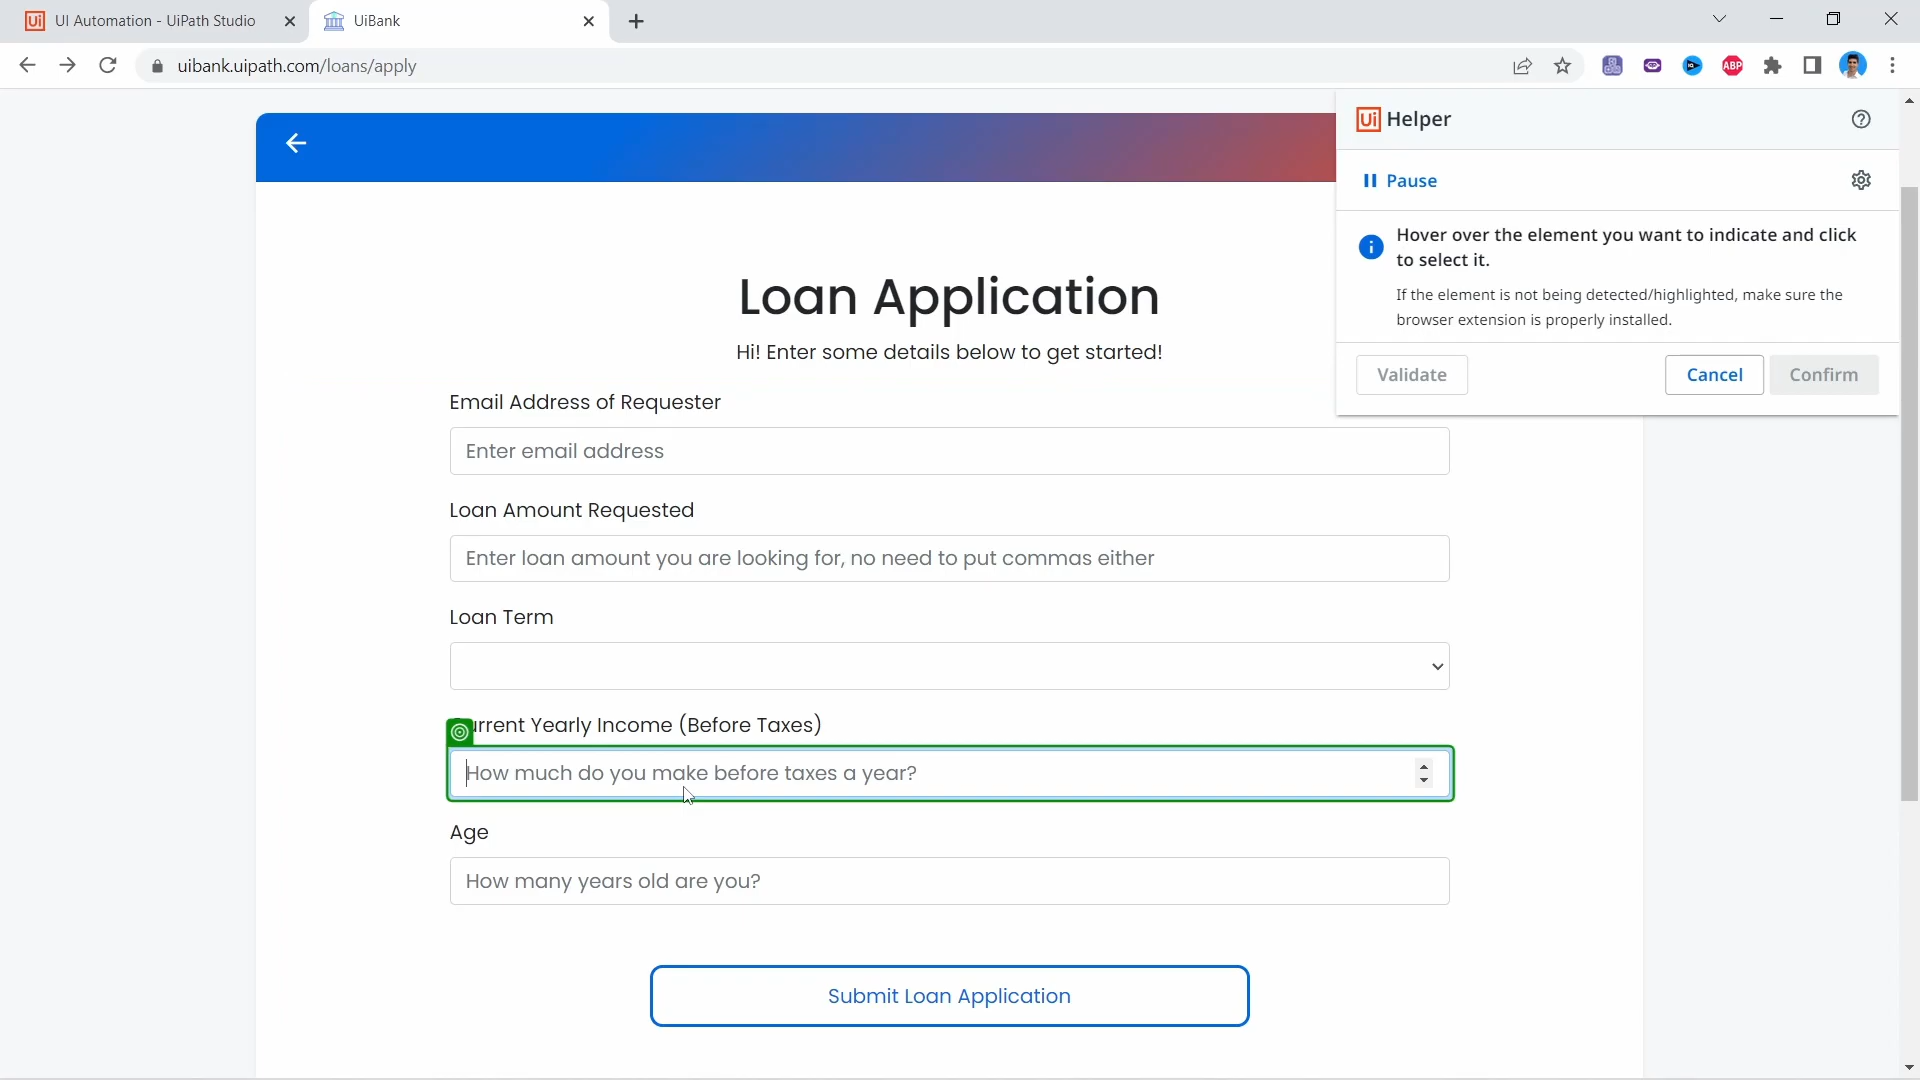 Ui UI Automation - UiPath Studio
UiBank
uibank.uipath.com/loans/apply
ABP
Ui Helper
Pause
Hover over the element you want to indicate and click
to select it.
If the element is not being detected/highlighted, make sure the
browser extension is properly installed.
Validate
Cancel
Confirm
Loan Application
Hi! Enter some details below to get started!
Email Address of Requester
Enter email address
Loan Amount Requested
Enter loan amount you are looking for, no need to put commas either
Loan Term
urrent Yearly Income (Before Taxes)
How much do you make before taxes a year?
Age
How many years old are you?
Submit Loan Application